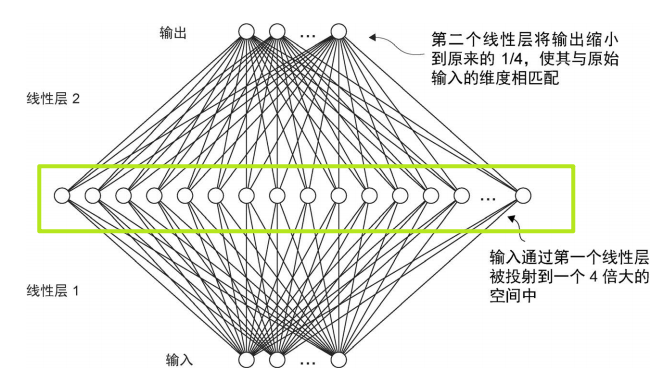 输出
...
第二个线性层将输出缩小
到原来的 1/4，使其与原始
输入的维度相匹配
线性层 2
...
输入通过第一个线性层
被投射到一个 4 倍大的
空间中
线性层 1
输入
...